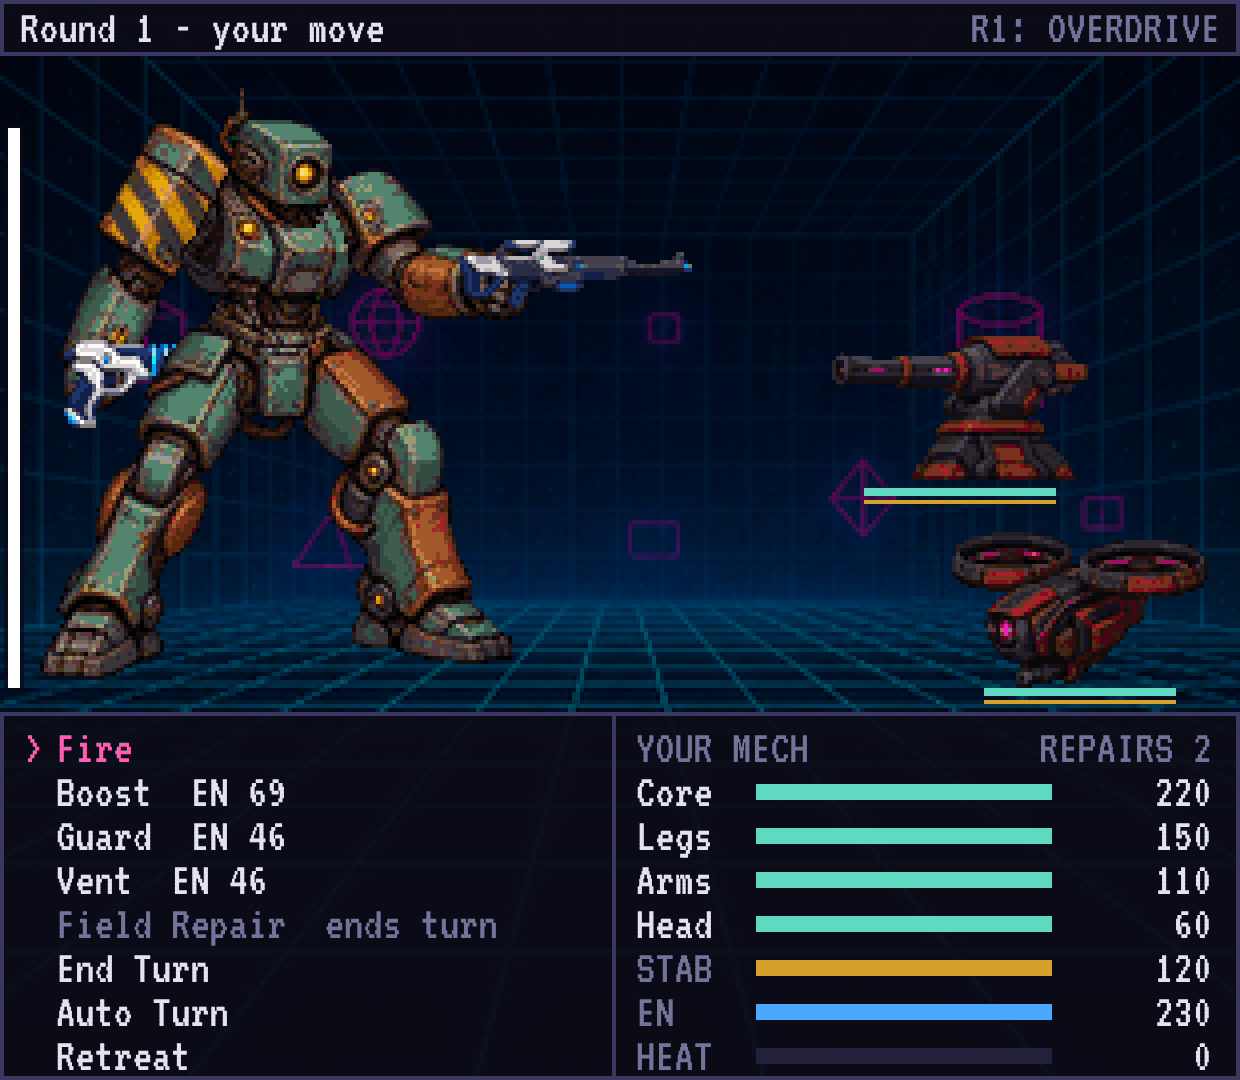 Round 1 - your move
R1: OVERDRIVE
> Fire
Boost EN 69
Guard EN 46
Vent EN 46
Field Repair ends turn
End Turn
Auto Turn
Retreat
YOUR MECH REPAIRS 2
Core 220
Legs 150
Arms 110
Head 60
STAB 120
EN 230
HEAT 0